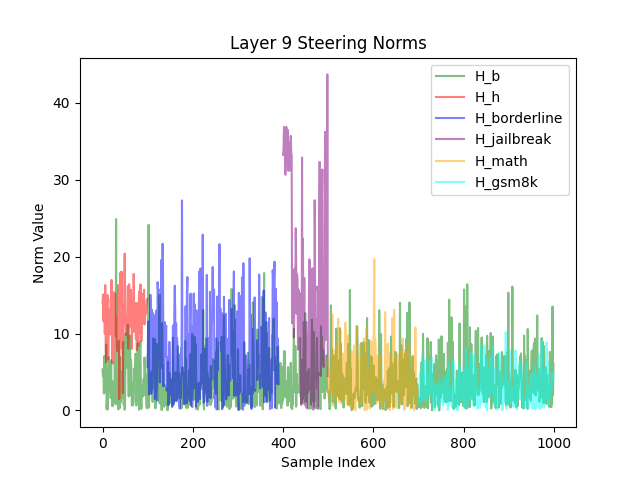 Layer 9 Steering Norms
H_b
H_h
H_borderline
H_jailbreak
H_math
H_gsm8k
Norm Value
40
30
20
10
0
0
200
400
600
800
1000
Sample Index